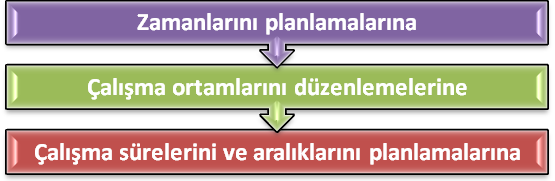 Zamanlarını planlamalarına
Çalışma ortamlarını düzenlemelerine
Çalışma sürelerini ve aralıklarını planlamalarına